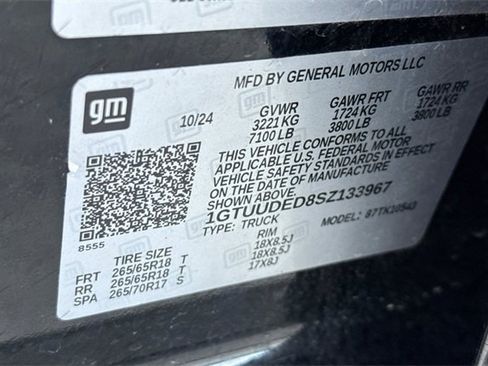 gm
MFD BY GENERAL MOTORS LLC
10/24 GVWR GAWR FRT GAWR RR
3221 KG 1724 KG 1724 KG
7100 LB 3800 LB 3800 LB
THIS VEHICLE CONFORMS TO ALL
APPLICABLE U.S. FEDERAL MOTOR
VEHICLE SAFETY STANDARDS IN EFFECT
ON THE DATE OF MANUFACTURE
SHOWN ABOVE.
1GTUUDED8SZ133967
TYPE: TRUCK MODEL: 87TK10543
8555
TIRE SIZE RIM
FRT 265/65R18 T 18X8.5J
RR 265/65R18 T 18X8.5J
SPA 265/70R17 S 17X8J